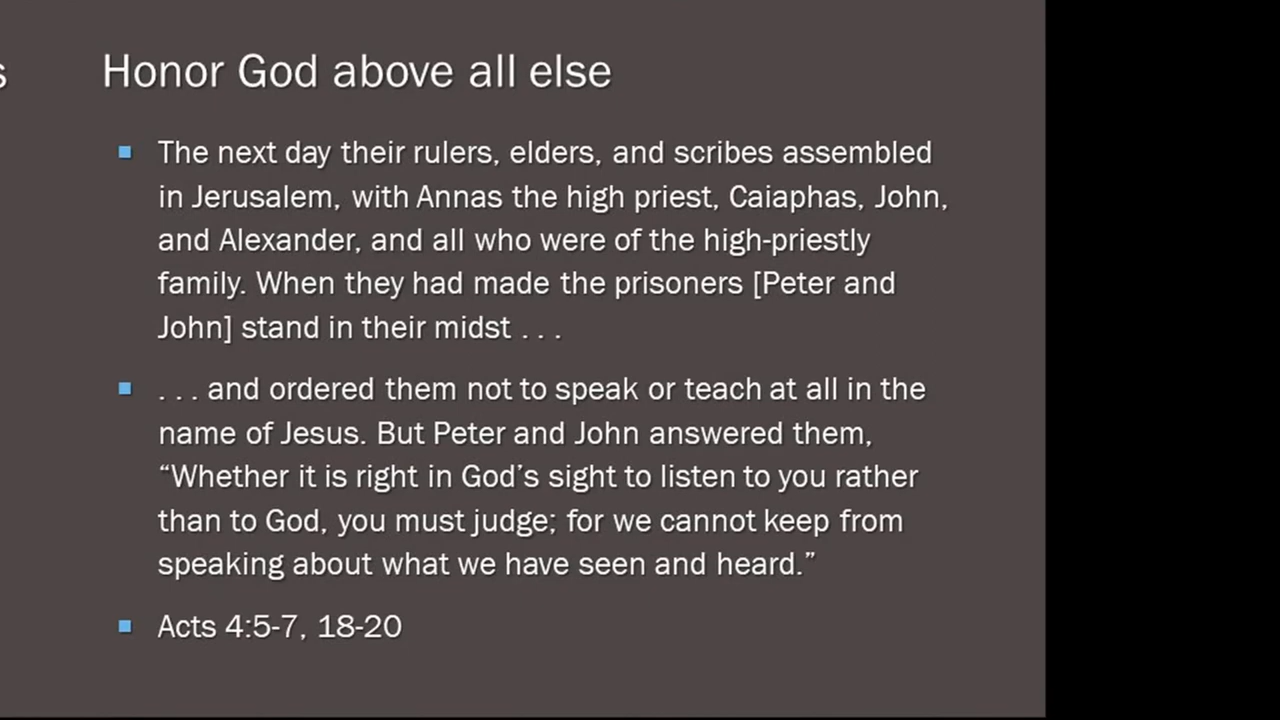 s
Honor God above all else
The next day their rulers, elders, and scribes assembled
in Jerusalem, with Annas the high priest, Caiaphas, John,
and Alexander, and all who were of the high-priestly
family. When they had made the prisoners [Peter and
John] stand in their midst . . .
. . . and ordered them not to speak or teach at all in the
name of Jesus. But Peter and John answered them,
“Whether it is right in God’s sight to listen to you rather
than to God, you must judge; for we cannot keep from
speaking about what we have seen and heard.”
Acts 4:5-7, 18-20